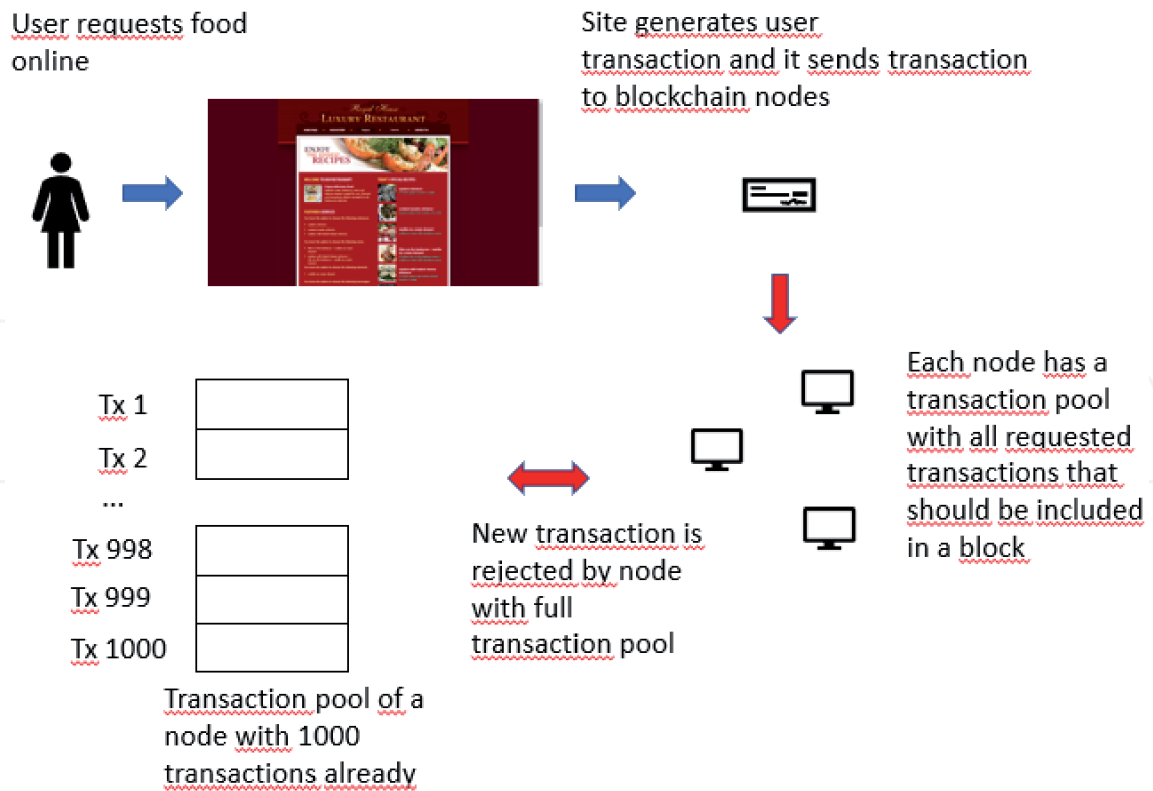 User requests food
online
Site generates user
transaction and it sends transaction
to blockchain nodes
Royal House
LUXURY RESTAURANT
ENJOY
RECIPES
Each node has a
transaction pool
with all requested
transactions that
should be included
in a block
Tx 1
Tx 2
...
Tx 998
Tx 999
Tx 1000
New transaction is
rejected by node
with full
transaction pool
Transaction pool of a
node with 1000
transactions already